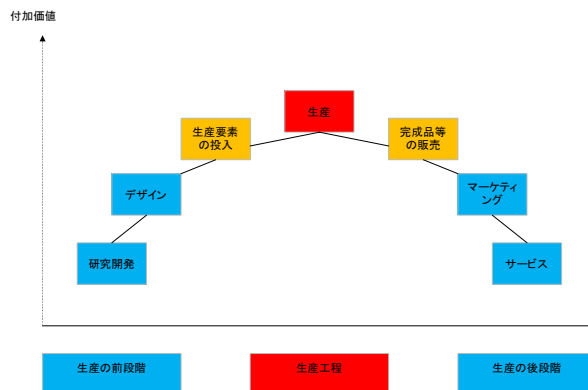 付加価値
生産
生産要素
の投入
完成品等
の販売
デザイン
マーケティ
ング
研究開発
サービス
生産の前段階
生産工程
生産の後段階